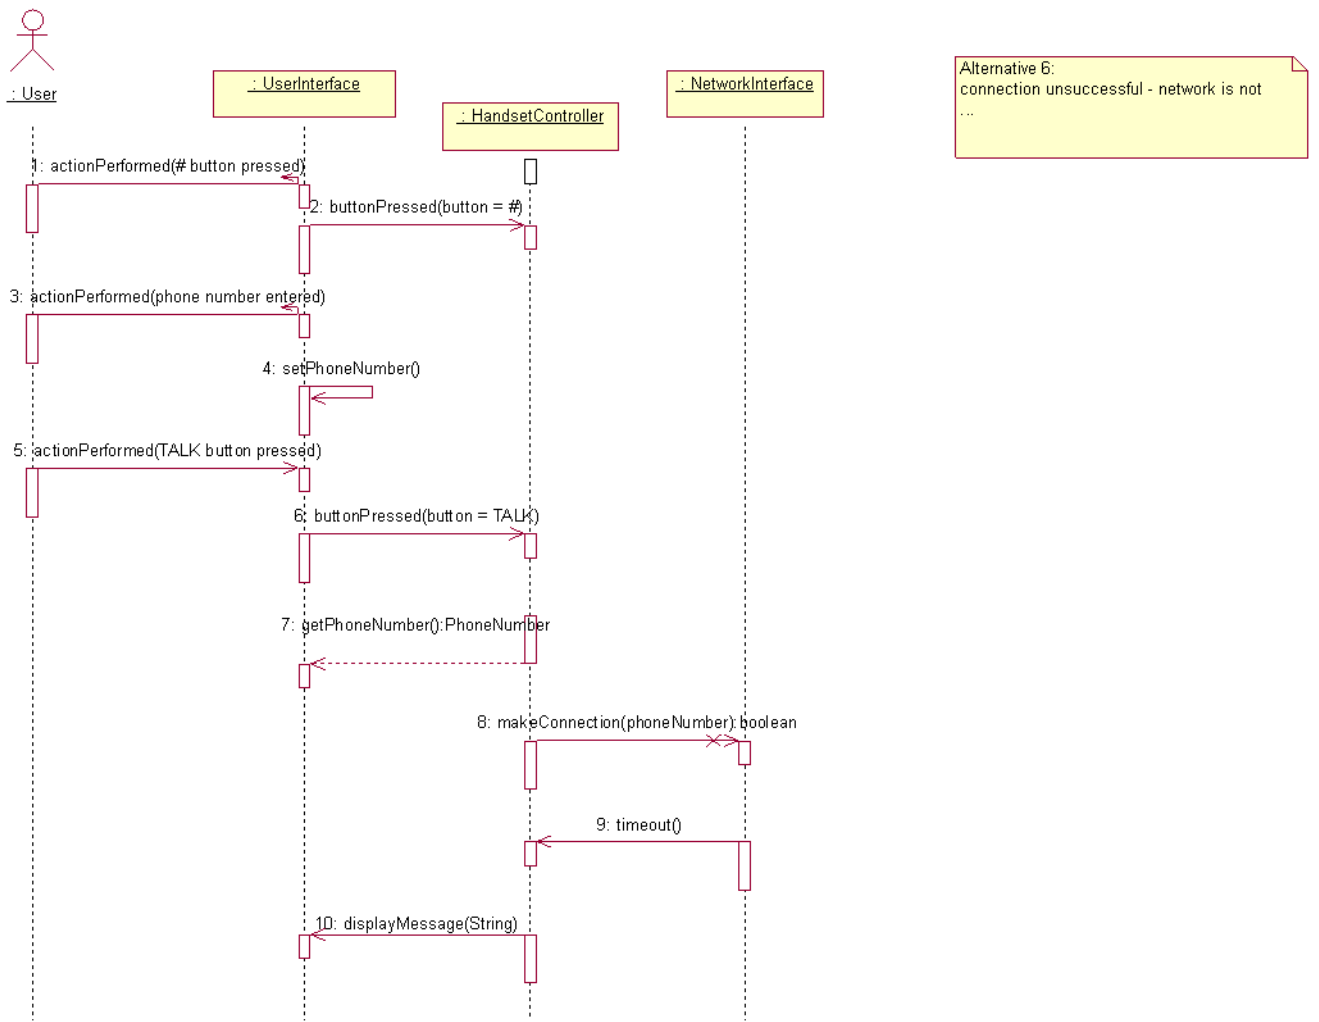 : User
: UserInterface
: HandsetController
: NetworkInterface
Alternative 6:
connection unsuccessful - network is not
...
1: actionPerformed(# button pressed)
2: buttonPressed(button = #)
3: actionPerformed(phone number entered)
4: setPhoneNumber()
5: actionPerformed(TALK button pressed)
6: buttonPressed(button = TALK)
7: getPhoneNumber():PhoneNumber
8: makeConnection(phoneNumber):boolean
9: timeout()
10: displayMessage(String)